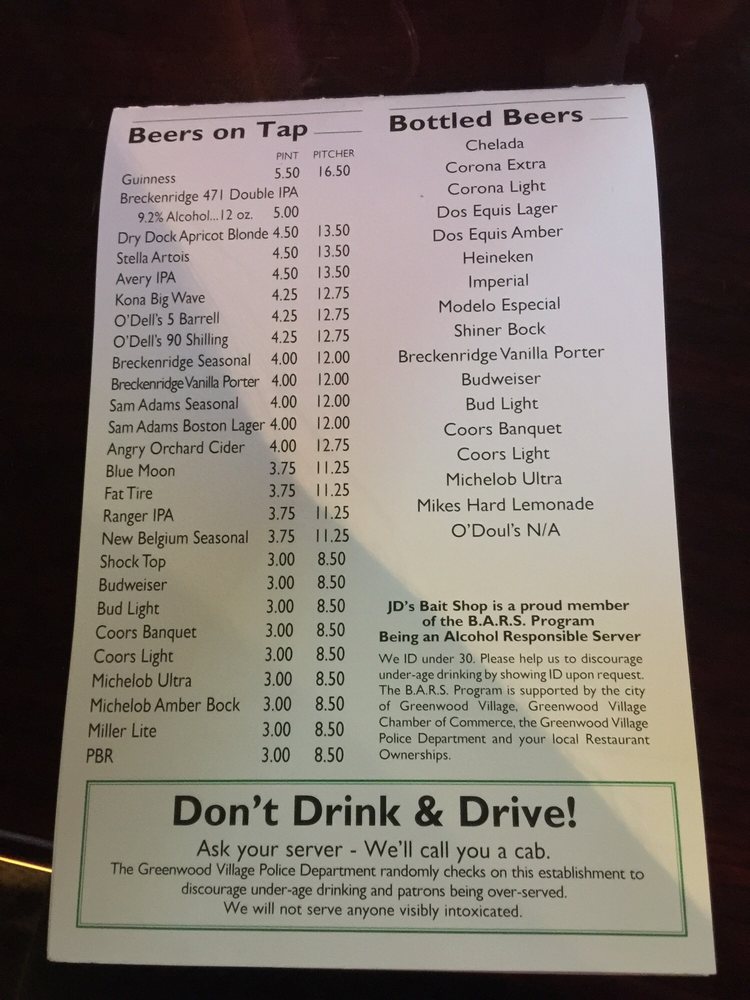 Beers on Tap
PINT PITCHER
Guinness 5.50 16.50
Breckenridge 471 Double IPA
9.2% Alcohol...12 oz. 5.00
Dry Dock Apricot Blonde 4.50 13.50
Stella Artois 4.50 13.50
Avery IPA 4.50 13.50
Kona Big Wave 4.25 12.75
O'Dell's 5 Barrell 4.25 12.75
O'Dell's 90 Shilling 4.25 12.75
Breckenridge Seasonal 4.00 12.00
Breckenridge Vanilla Porter 4.00 12.00
Sam Adams Seasonal 4.00 12.00
Sam Adams Boston Lager 4.00 12.00
Angry Orchard Cider 4.00 12.75
Blue Moon 3.75 11.25
Fat Tire 3.75 11.25
Ranger IPA 3.75 11.25
New Belgium Seasonal 3.75 11.25
Shock Top 3.00 8.50
Budweiser 3.00 8.50
Bud Light 3.00 8.50
Coors Banquet 3.00 8.50
Coors Light 3.00 8.50
Michelob Ultra 3.00 8.50
Michelob Amber Bock 3.00 8.50
Miller Lite 3.00 8.50
PBR 3.00 8.50
Bottled Beers
Chelada
Corona Extra
Corona Light
Dos Equis Lager
Dos Equis Amber
Heineken
Imperial
Modelo Especial
Shiner Bock
Breckenridge Vanilla Porter
Budweiser
Bud Light
Coors Banquet
Coors Light
Michelob Ultra
Mikes Hard Lemonade
O'Doul's N/A
JD's Bait Shop is a proud member
of the B.A.R.S. Program
Being an Alcohol Responsible Server
We ID under 30. Please help us to discourage
under-age drinking by showing ID upon request.
The B.A.R.S. Program is supported by the city
of Greenwood Village, Greenwood Village
Chamber of Commerce, the Greenwood Village
Police Department and your local Restaurant
Ownerships.
Don't Drink & Drive!
Ask your server - We'll call you a cab.
The Greenwood Village Police Department randomly checks on this establishment to
discourage under-age drinking and patrons being over-served.
We will not serve anyone visibly intoxicated.